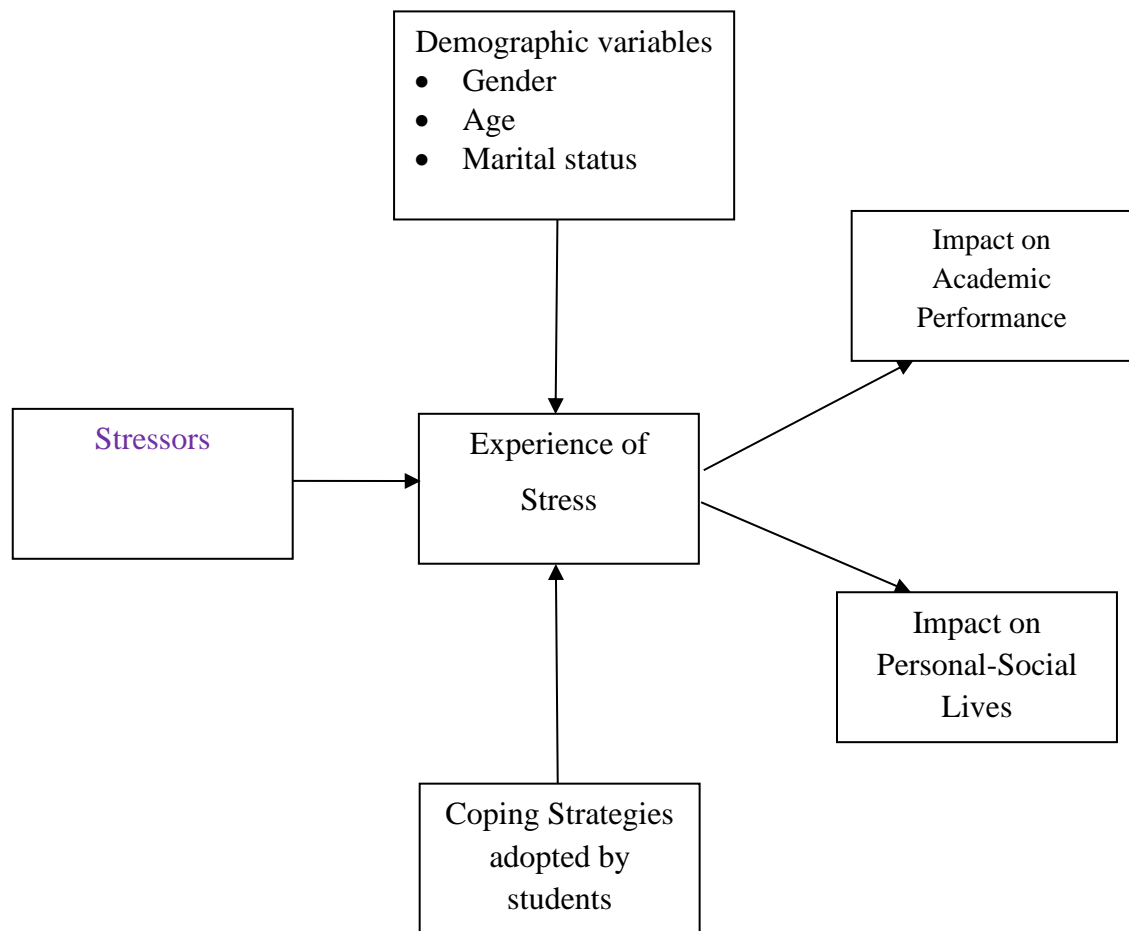 Demographic variables
• Gender
• Age
• Marital status
Impact on
Academic
Performance
Stressors
Experience of
Stress
Impact on
Personal-Social
Lives
Coping Strategies
adopted by
students